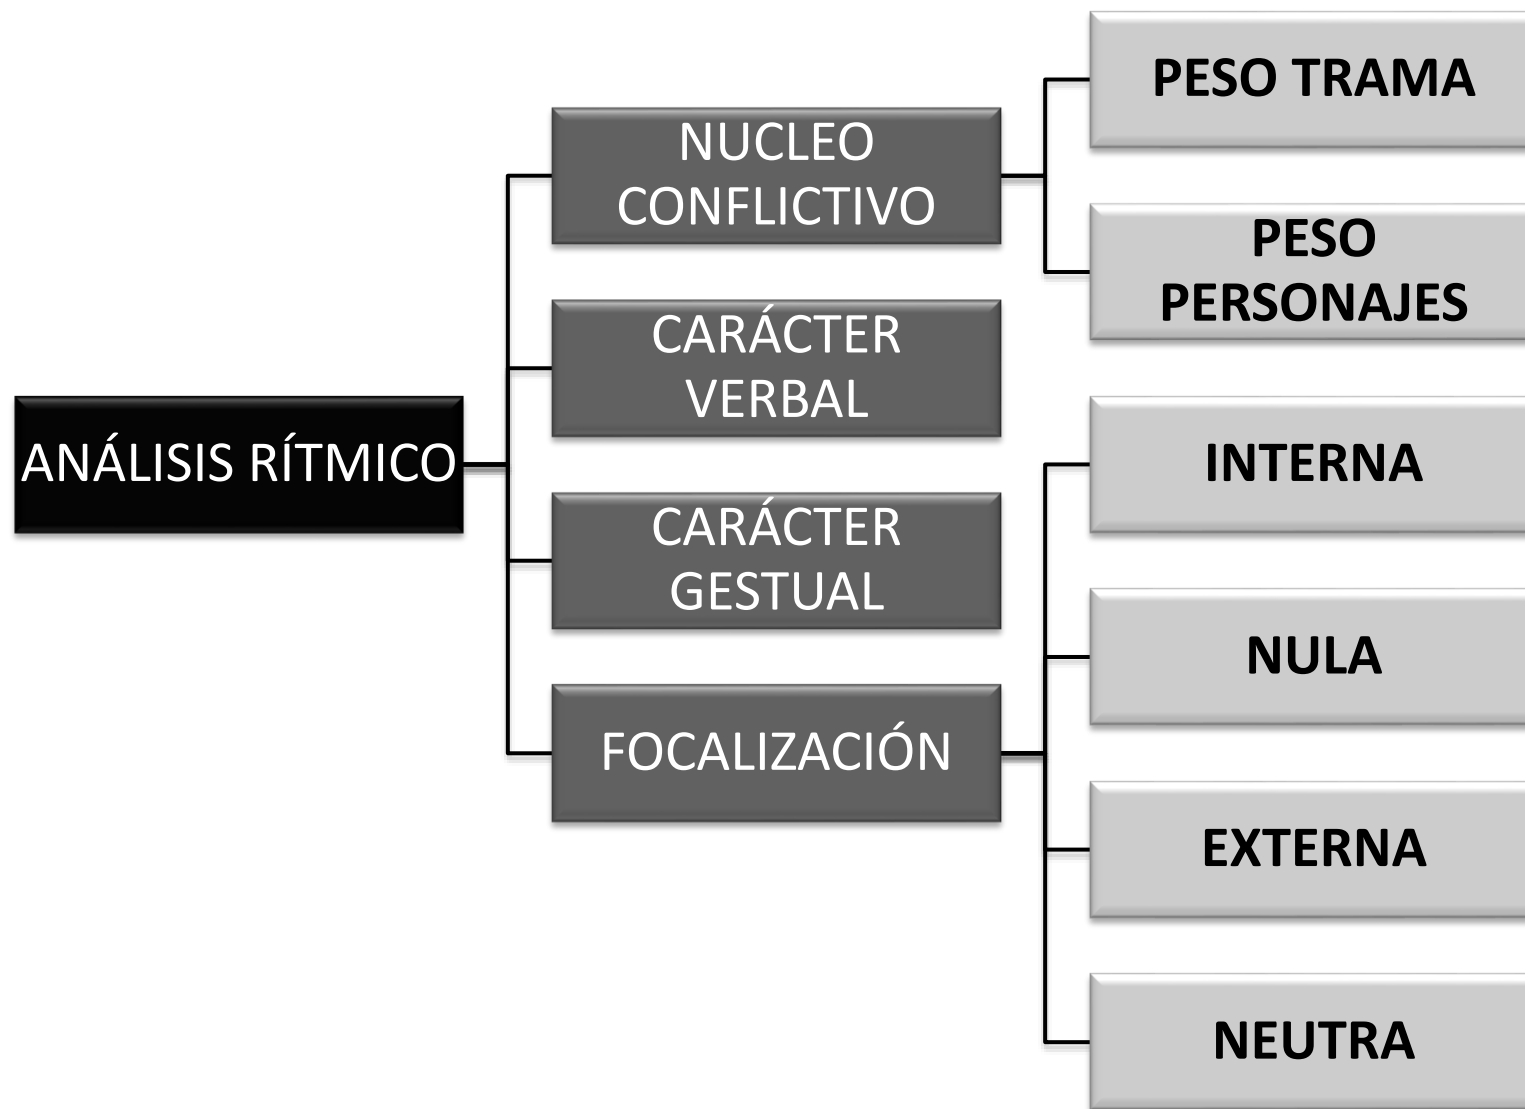 ANÁLISIS RÍTMICO
NUCLEO
CONFLICTIVO
PESO TRAMA
PESO
PERSONAJES
CARÁCTER
VERBAL
CARÁCTER
GESTUAL
FOCALIZACIÓN
INTERNA
NULA
EXTERNA
NEUTRA